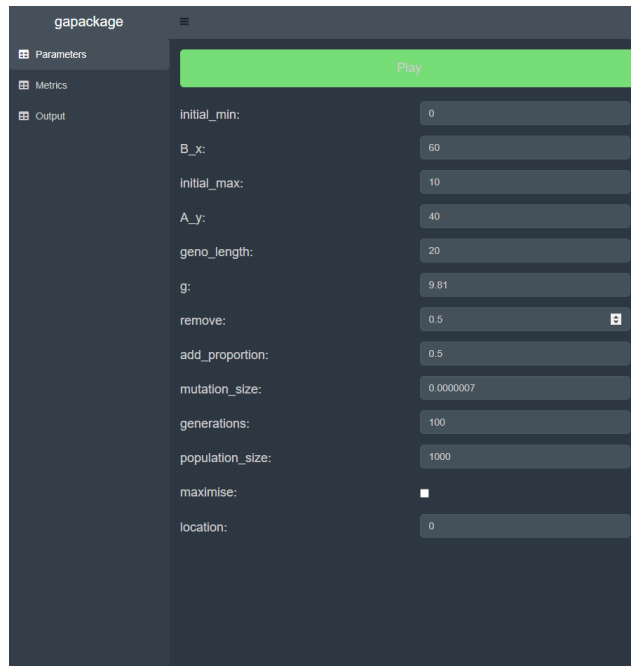 gapackage
Parameters
Metrics
Output
Play
initial_min: 0
B_x: 60
initial_max: 10
A_y: 40
geno_length: 20
g: 9.81
remove: 0.5
add_proportion: 0.5
mutation_size: 0.0000007
generations: 100
population_size: 1000
maximise:
location: 0